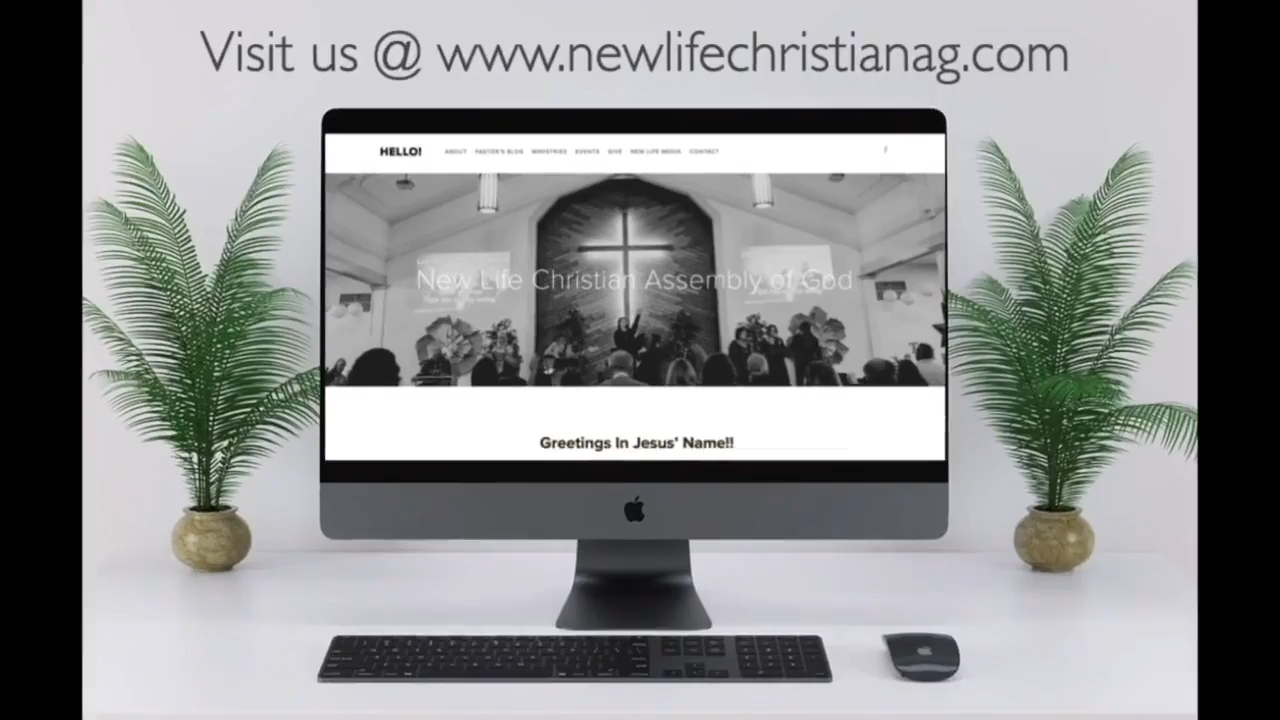 Visit us @ www.newlifechristianag.com
HELLO! ABOUT PASTOR'S BLOG MINISTRIES EVENTS GIVE NEW LIFE MEDIA CONTACT
New Life Christian Assembly of God
Greetings In Jesus' Name!!